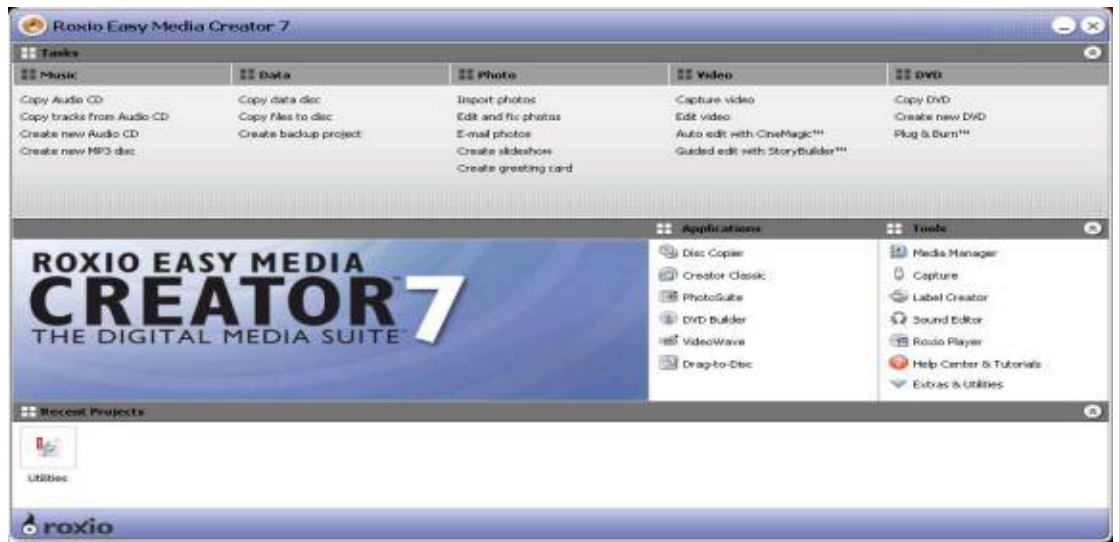 Roxio Easy Media Creator 7
Tasks
Music
Copy Audio CD
Copy tracks from Audio CD
Create new Audio CD
Create new MP3 disc
Data
Copy data disc
Copy files to disc
Create backup project
Photo
Import photos
Edit and fix photos
E-mail photos
Create slideshow
Create greeting card
Video
Capture video
Edit video
Auto edit with CineMagic™
Guided edit with StoryBuilder™
DVD
Copy DVD
Create new DVD
Plug & Burn™
ROXIO EASY MEDIA
CREATOR™ 7
THE DIGITAL MEDIA SUITE™
Applications
Disc Copier
Creator Classic
PhotoSuite
DVD Builder
VideoWave
Drag-to-Disc
Tools
Media Manager
Capture
Label Creator
Sound Editor
Roxio Player
Help Center & Tutorials
Extras & Utilities
Recent Projects
Utilities
roxio